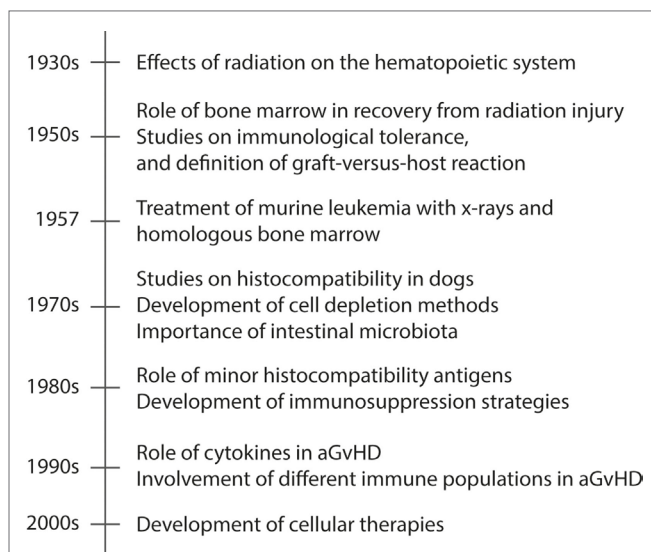 1930s Effects of radiation on the hematopoietic system
Role of bone marrow in recovery from radiation injury
1950s Studies on immunological tolerance,
and definition of graft-versus-host reaction
1957 Treatment of murine leukemia with x-rays and
homologous bone marrow
Studies on histocompatibility in dogs
1970s Development of cell depletion methods
Importance of intestinal microbiota
1980s Role of minor histocompatibility antigens
Development of immunosuppression strategies
1990s Role of cytokines in aGvHD
Involvement of different immune populations in aGvHD
2000s Development of cellular therapies